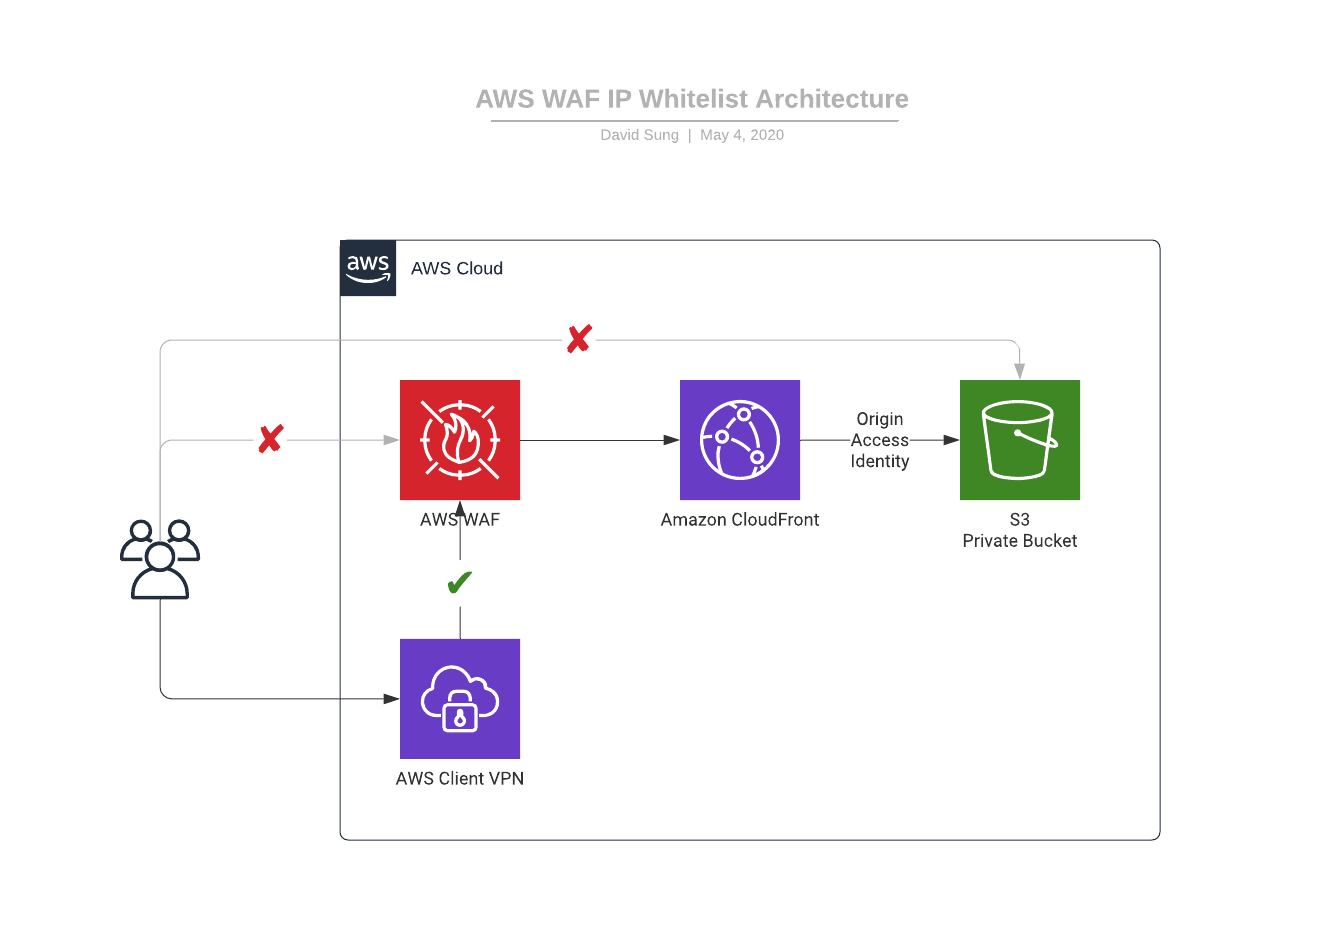 AWS WAF IP Whitelist Architecture
David Sung | May 4, 2020
aws
AWS Cloud
Origin
Access
Identity
AWS WAF
Amazon CloudFront
S3
Private Bucket
AWS Client VPN